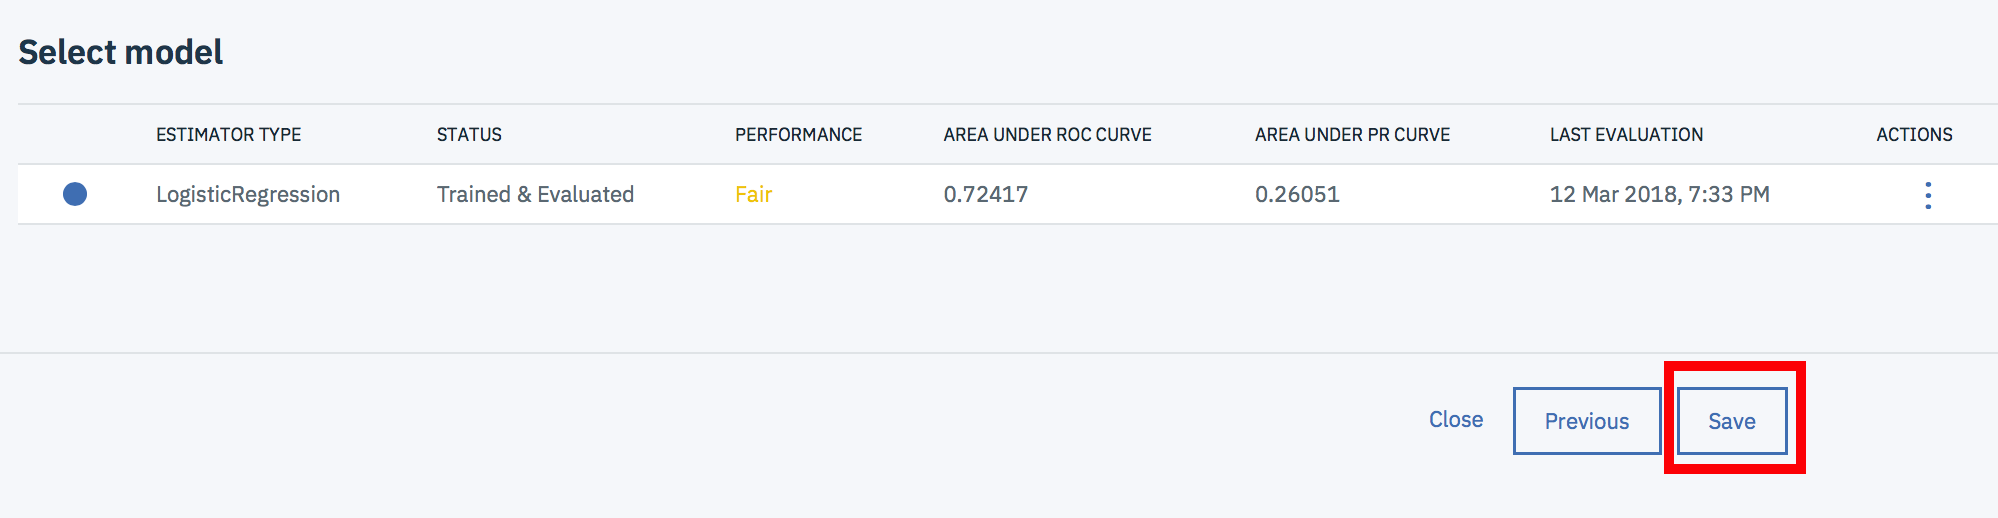 Select model
ESTIMATOR TYPE STATUS PERFORMANCE AREA UNDER ROC CURVE AREA UNDER PR CURVE LAST EVALUATION ACTIONS
LogisticRegression Trained & Evaluated Fair 0.72417 0.26051 12 Mar 2018, 7:33 PM
Close Previous Save